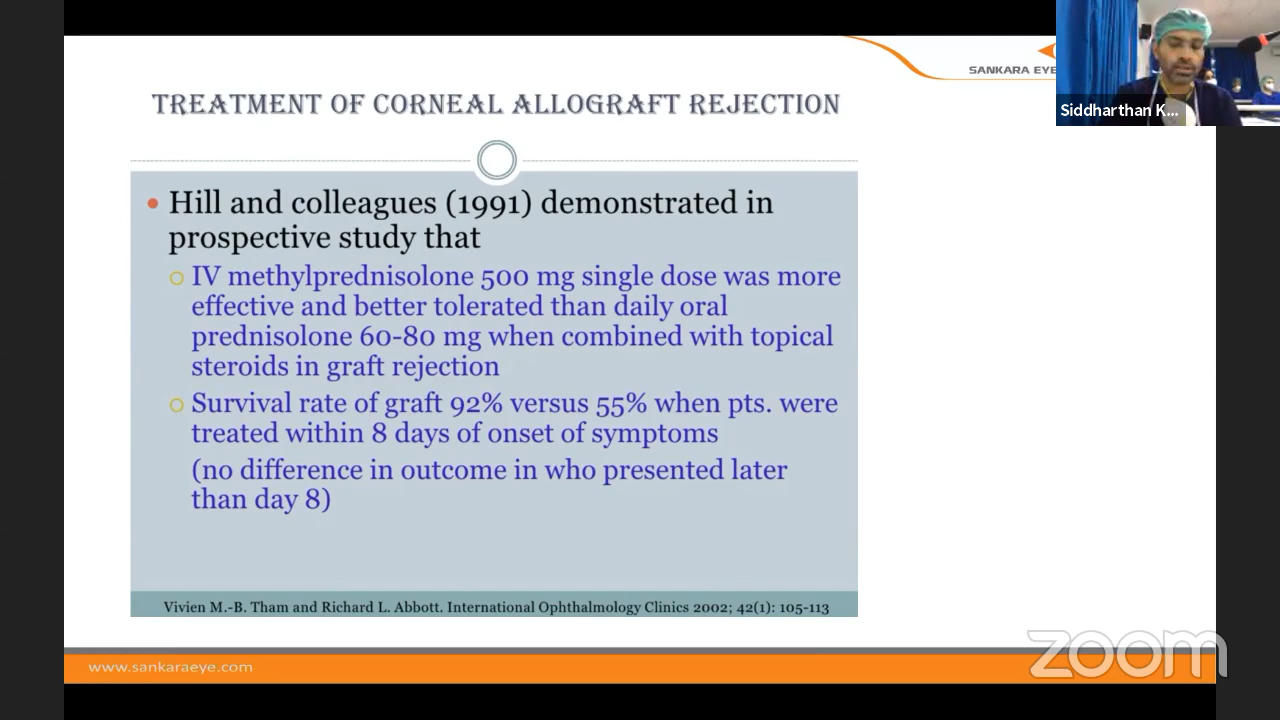 SANKARA EYE
Siddharthan K...
TREATMENT OF CORNEAL ALLOGRAFT REJECTION
• Hill and colleagues (1991) demonstrated in
prospective study that
IV methylprednisolone 500 mg single dose was more
effective and better tolerated than daily oral
prednisolone 60-80 mg when combined with topical
steroids in graft rejection
Survival rate of graft 92% versus 55% when pts. were
treated within 8 days of onset of symptoms
(no difference in outcome in who presented later
than day 8)
Vivien M.-B. Tham and Richard L. Abbott. International Ophthalmology Clinics 2002; 42(1): 105-113
www.sankaraeye.com
zoom